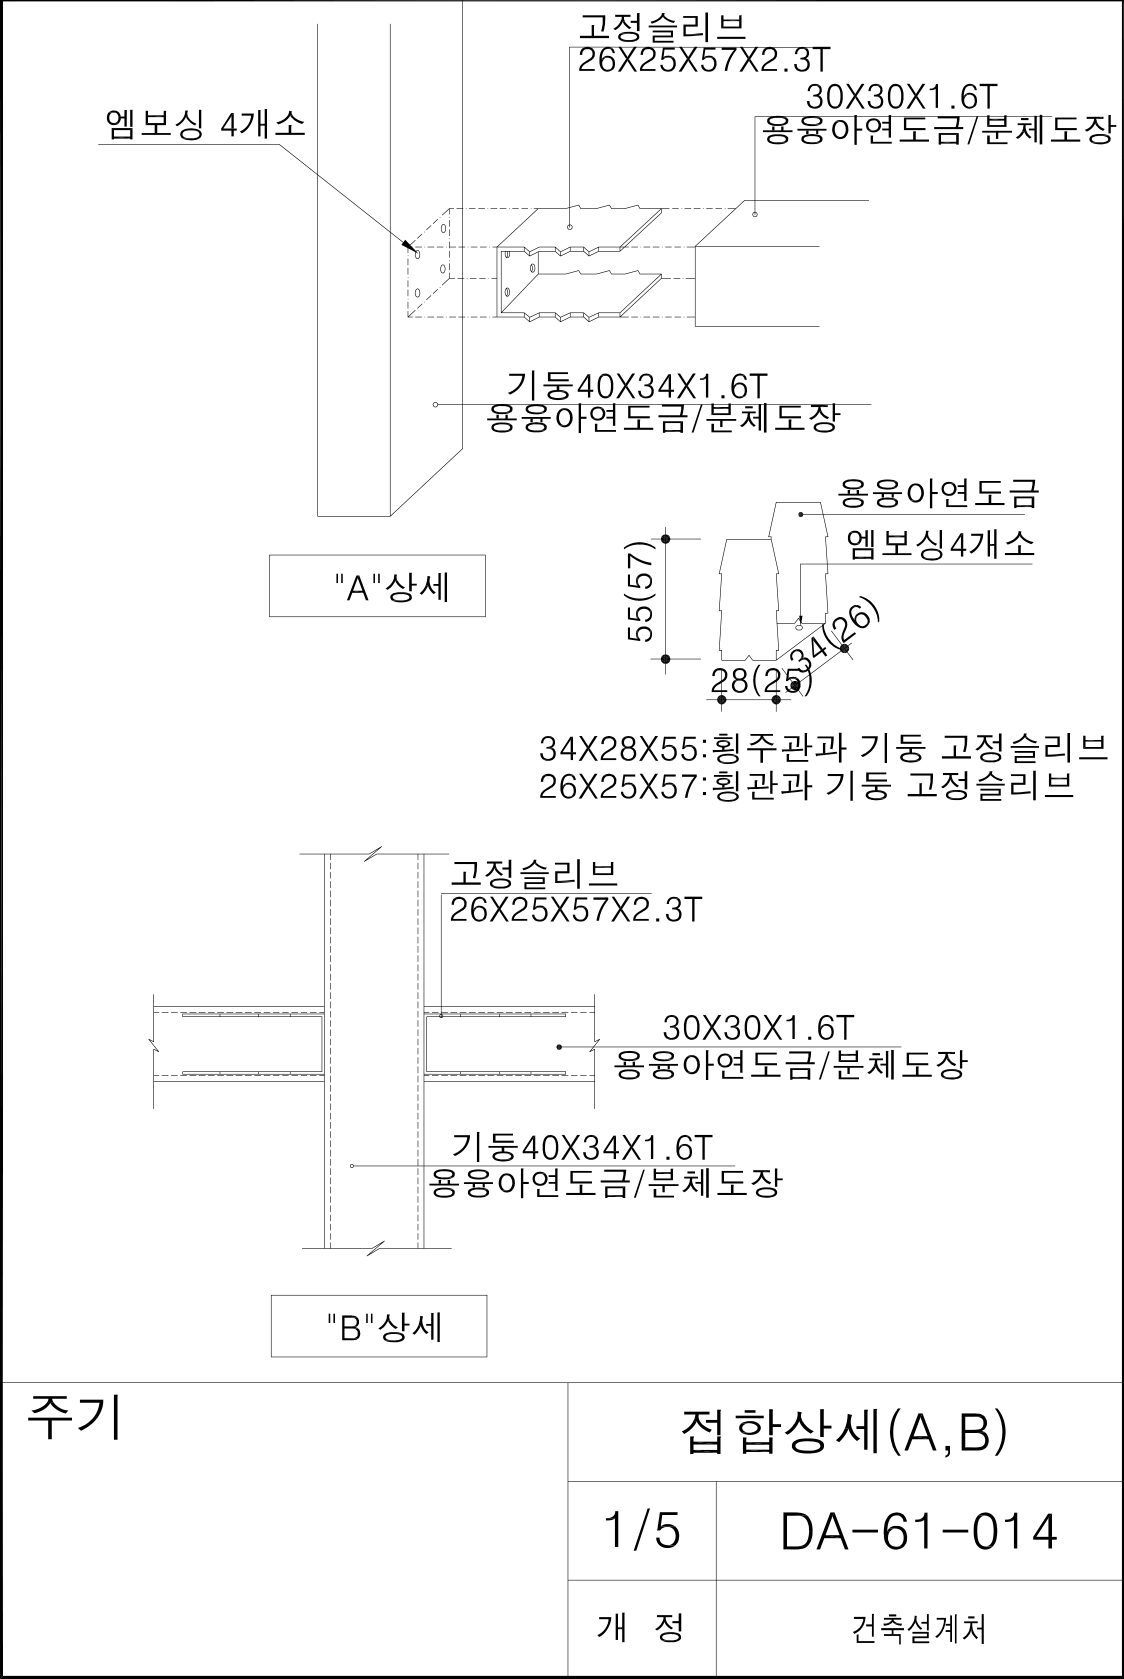 고정슬리브
26X25X57X2.3T
30X30X1.6T
용융아연도금/분체도장
엠보싱 4개소
기둥40X34X1.6T
용융아연도금/분체도장
용융아연도금
엠보싱4개소
"A"상세
55(57)
34(26)
28(25)
34X28X55:횡주관과 기둥 고정슬리브
26X25X57:횡관과 기둥 고정슬리브
고정슬리브
26X25X57X2.3T
30X30X1.6T
용융아연도금/분체도장
기둥40X34X1.6T
용융아연도금/분체도장
"B"상세
주기
접합상세(A,B)
1/5
DA-61-014
개 정
건축설계처